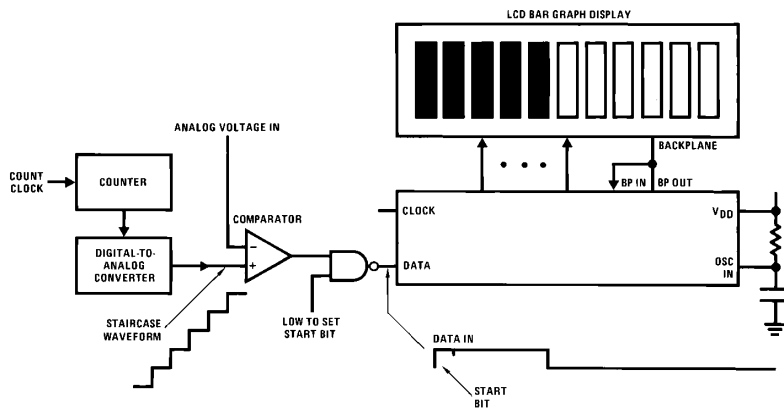 LCD BAR GRAPH DISPLAY
ANALOG VOLTAGE IN
BACKPLANE
COUNT
CLOCK
COUNTER
BP IN
BP OUT
COMPARATOR
CLOCK
VDD
DIGITAL-TO-
ANALOG
CONVERTER
−
+
DATA
OSC
IN
STAIRCASE
WAVEFORM
LOW TO SET
START BIT
DATA IN
START
BIT